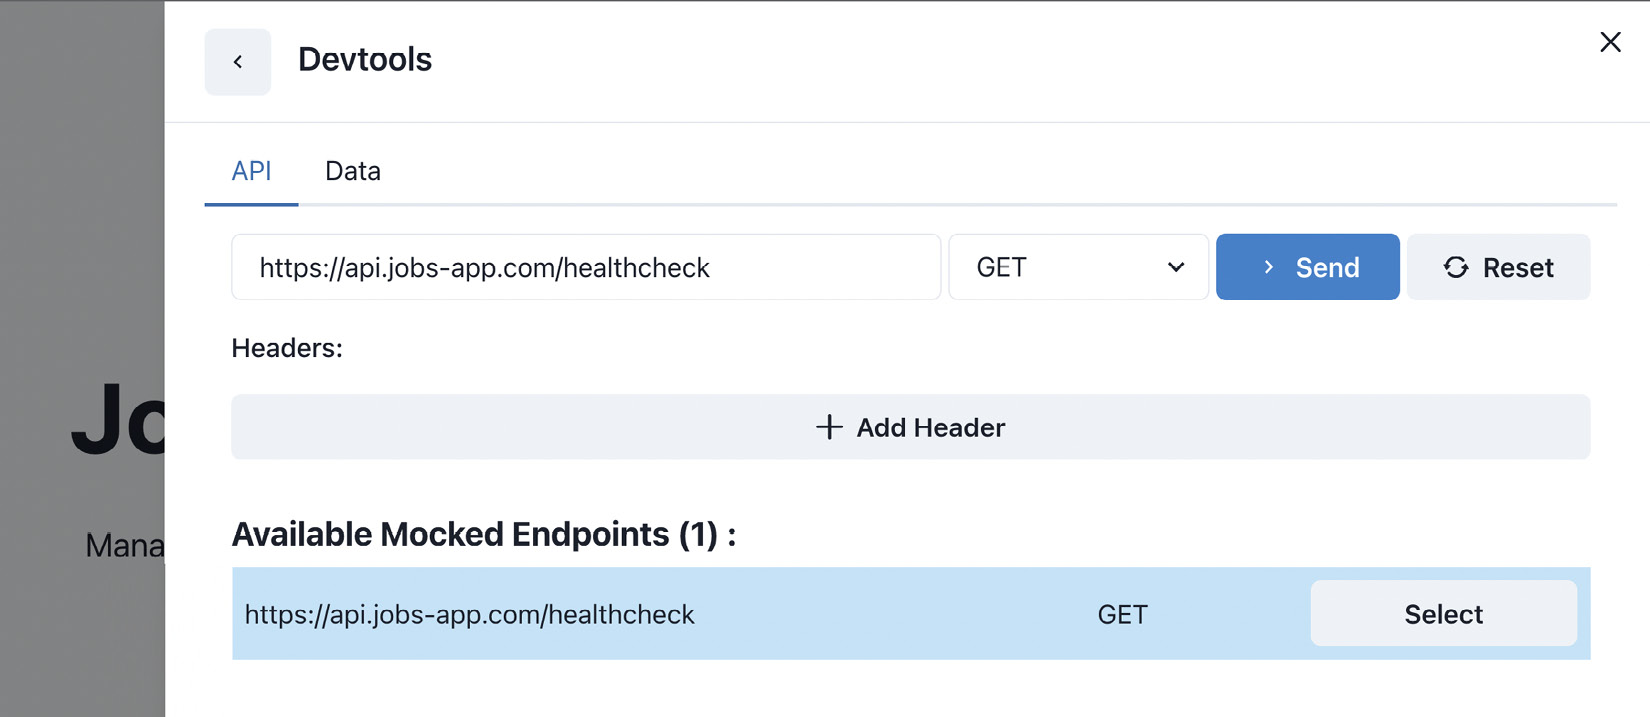 Devtools
API Data
https://api.jobs-app.com/healthcheck GET Send Reset
Headers:
Add Header
Jo
Available Mocked Endpoints (1) :
Mana
https://api.jobs-app.com/healthcheck GET Select